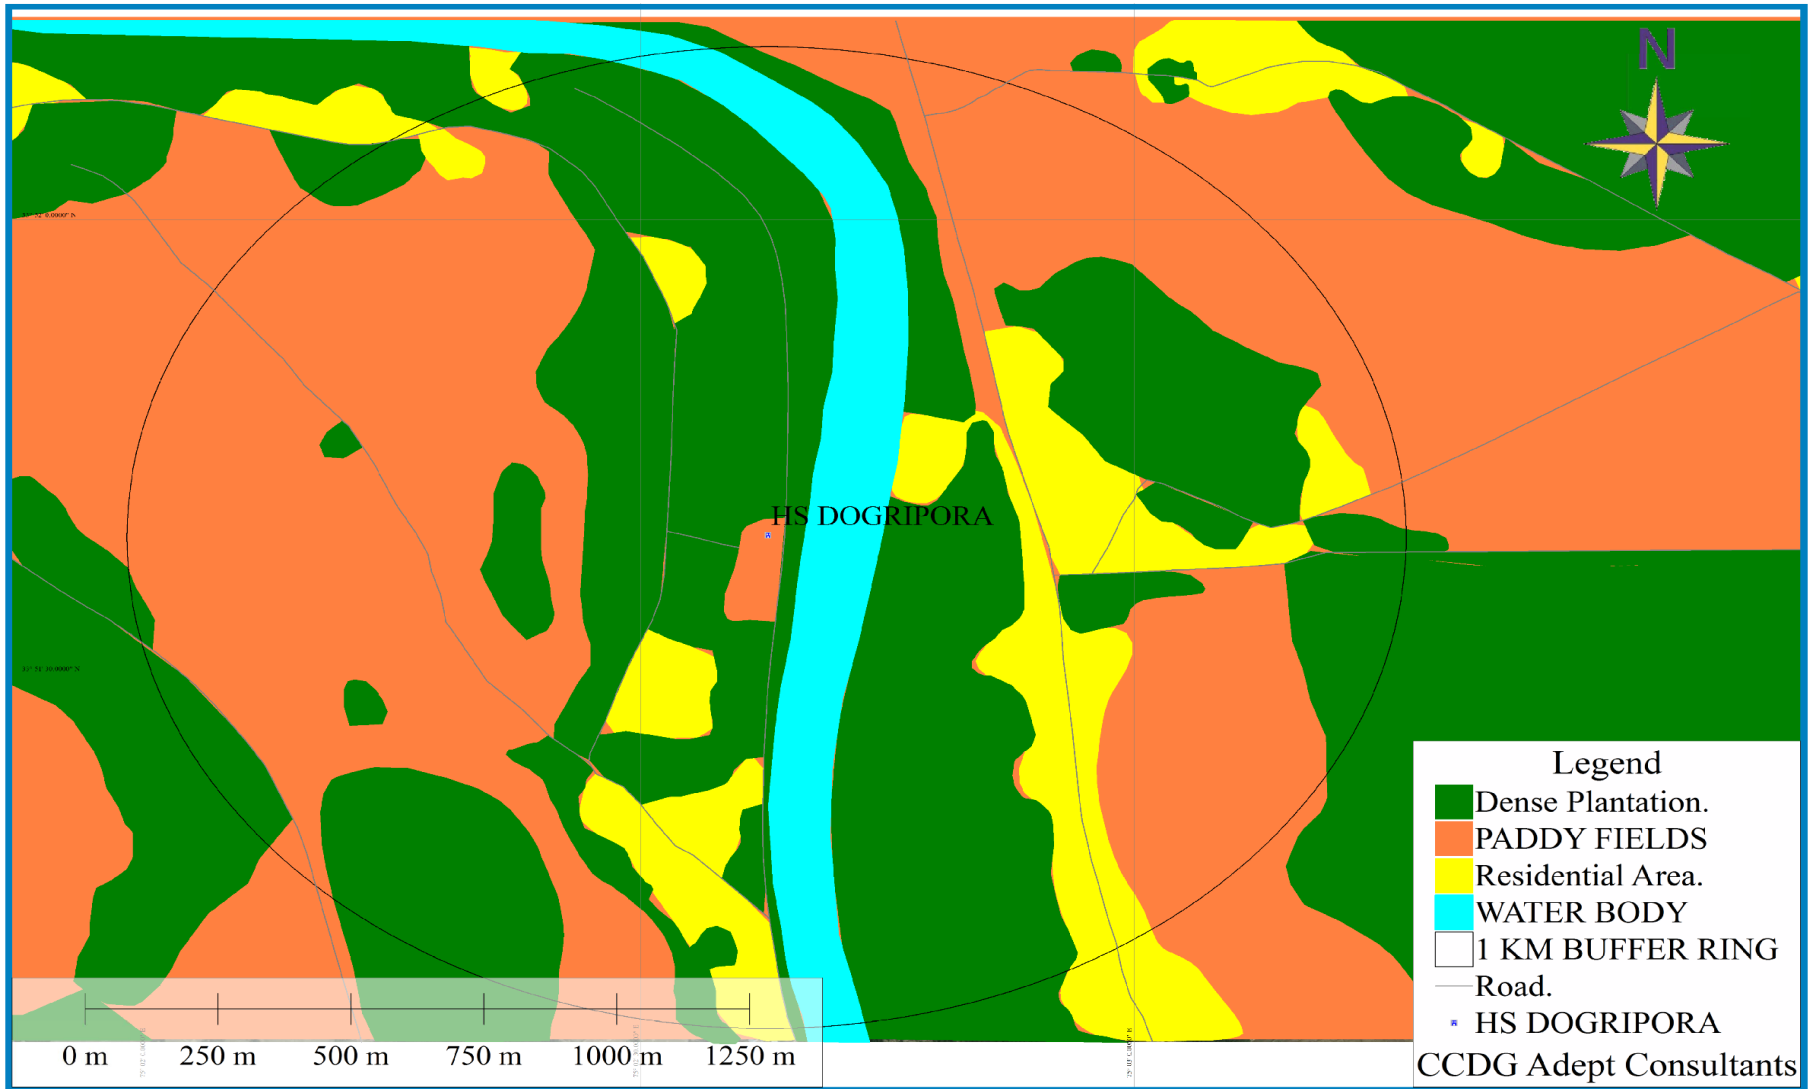 N
HS DOGRIPORA
Legend
Dense Plantation.
PADDY FIELDS
Residential Area.
WATER BODY
1 KM BUFFER RING
Road.
HS DOGRIPORA
CCDG Adept Consultants
0 m 250 m 500 m 750 m 1000 m 1250 m